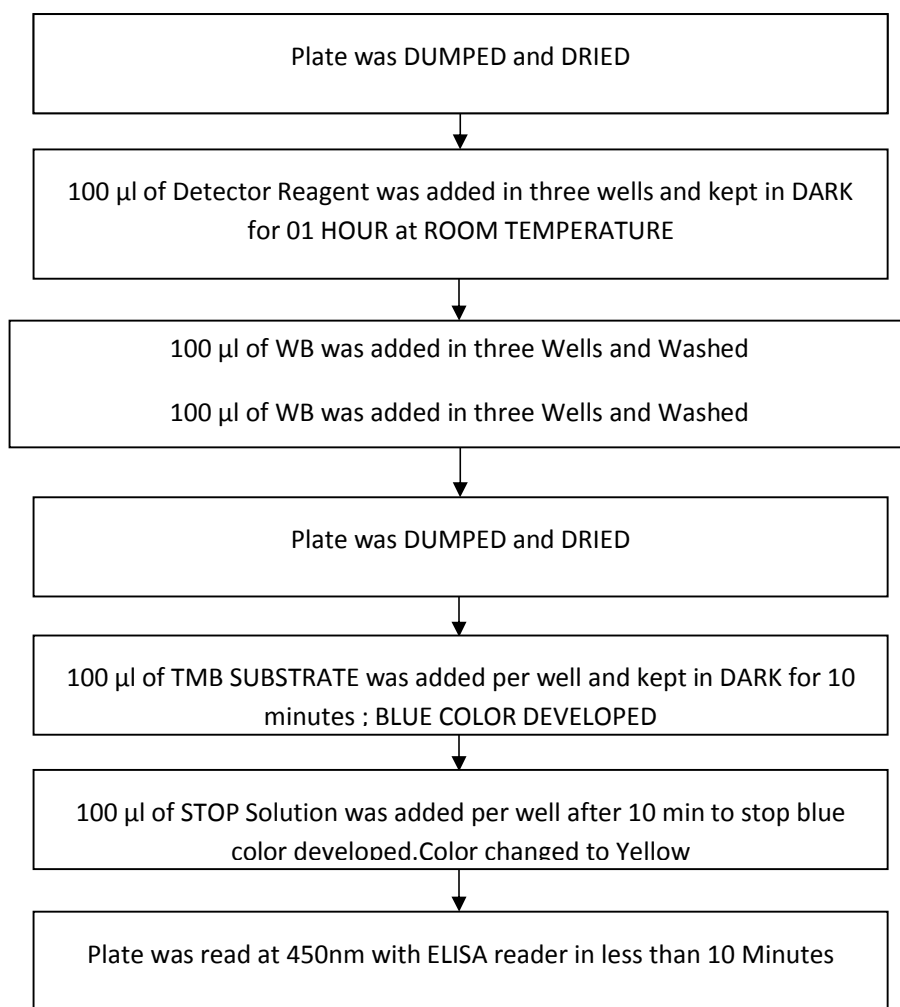 Plate was DUMPED and DRIED
100 µl of Detector Reagent was added in three wells and kept in DARK
for 01 HOUR at ROOM TEMPERATURE
100 µl of WB was added in three Wells and Washed
100 µl of WB was added in three Wells and Washed
Plate was DUMPED and DRIED
100 µl of TMB SUBSTRATE was added per well and kept in DARK for 10
minutes ; BLUE COLOR DEVELOPED
100 µl of STOP Solution was added per well after 10 min to stop blue
color developed.Color changed to Yellow
Plate was read at 450nm with ELISA reader in less than 10 Minutes